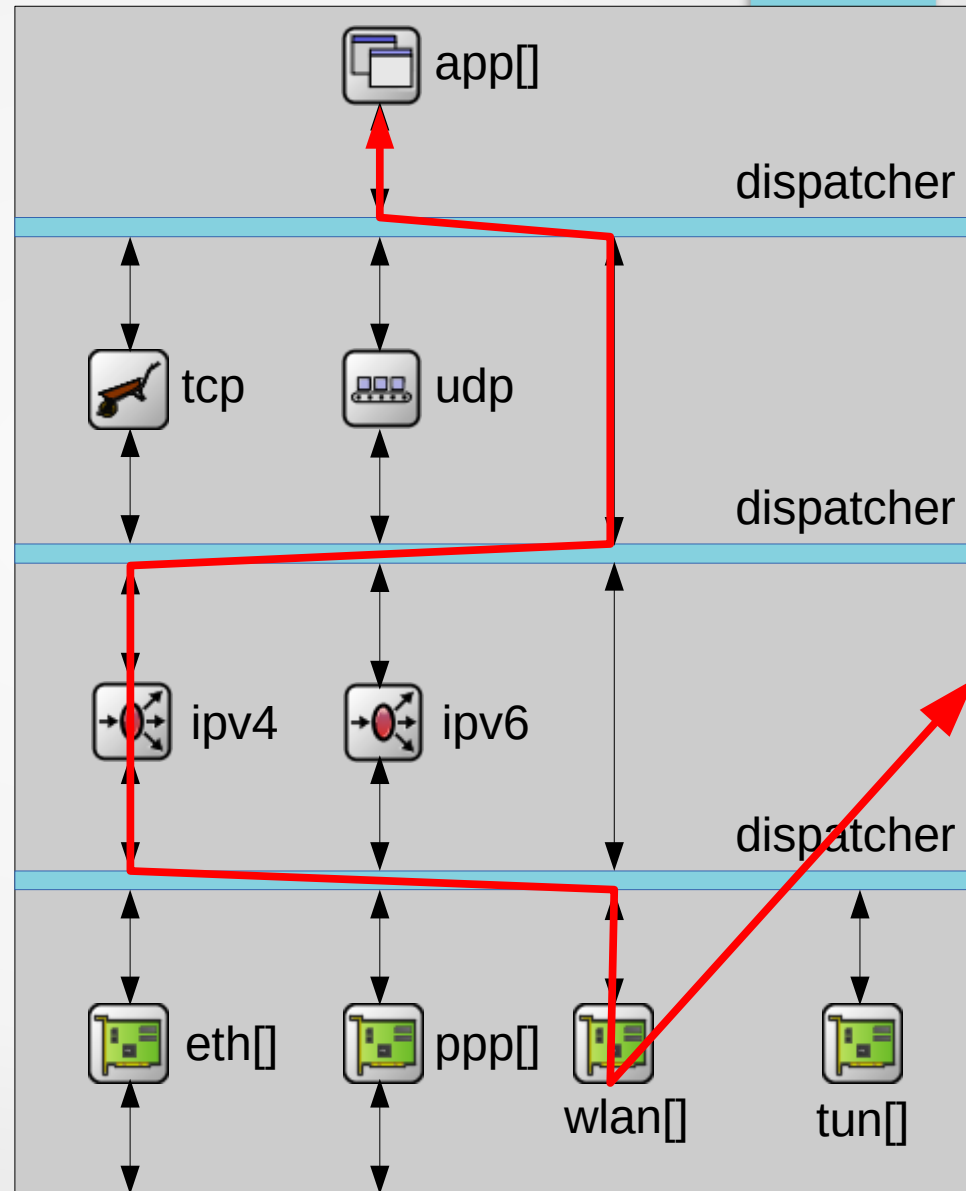 app[]
dispatcher
tcp
udp
dispatcher
ipv4
ipv6
dispatcher
eth[]
ppp[]
wlan[]
tun[]